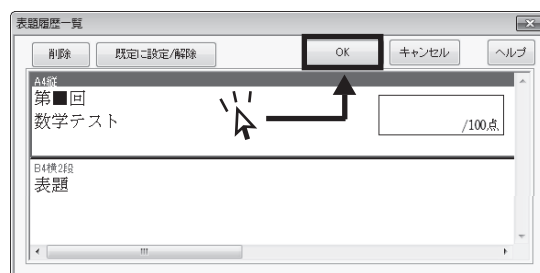 表題履歴一覧
削除 既定に設定/解除 OK キャンセル ヘルプ
A4縦
第■回
数学テスト
/100点
B4横2段
表題